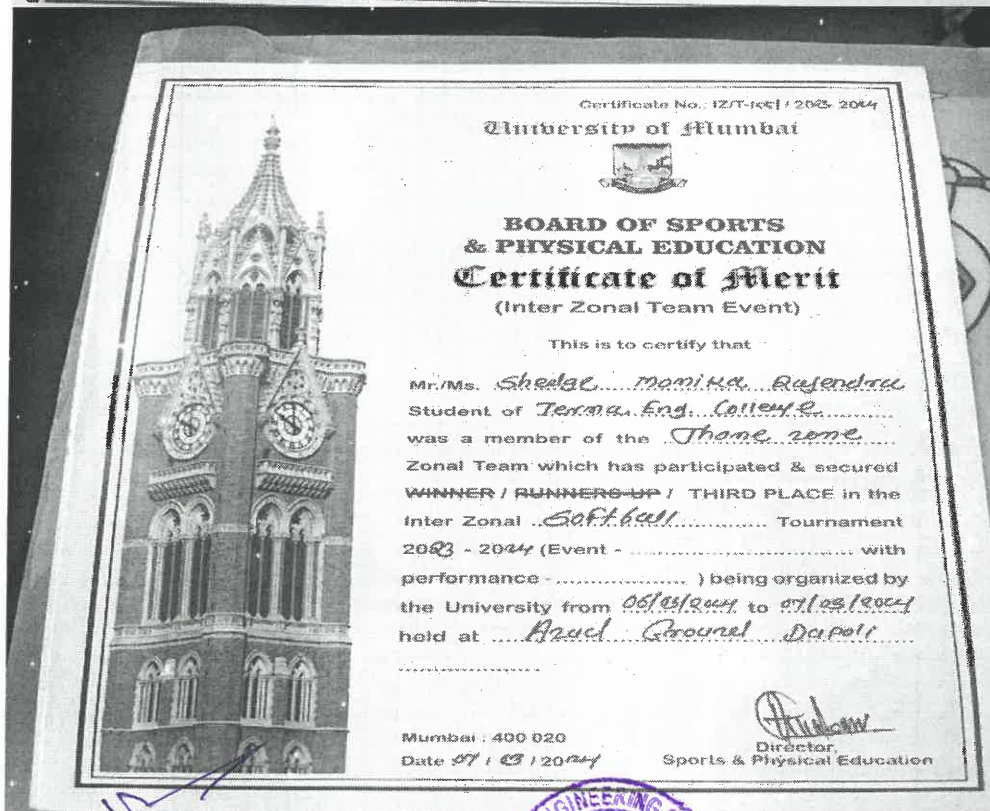 Certificate No.: IZ/T- / 2023 2024
University of Mumbai
BOARD OF SPORTS
& PHYSICAL EDUCATION
Certificate of Merit
(Inter Zonal Team Event)
This is to certify that
Mr./Ms. Shedge Monika Rajendra
Student of Terna Eng. College
was a member of the Thane zone
Zonal Team which has participated & secured
WINNER / RUNNERS-UP / THIRD PLACE in the
Inter Zonal Softball Tournament
2023 - 2024 (Event - with
performance - ) being organized by
the University from 06/03/2024 to 07/03/2024
held at Azad Ground Dapoli
Mumbai : 400 020
Date 07 / 03 / 2024
Director,
Sports & Physical Education
ENGINEERING